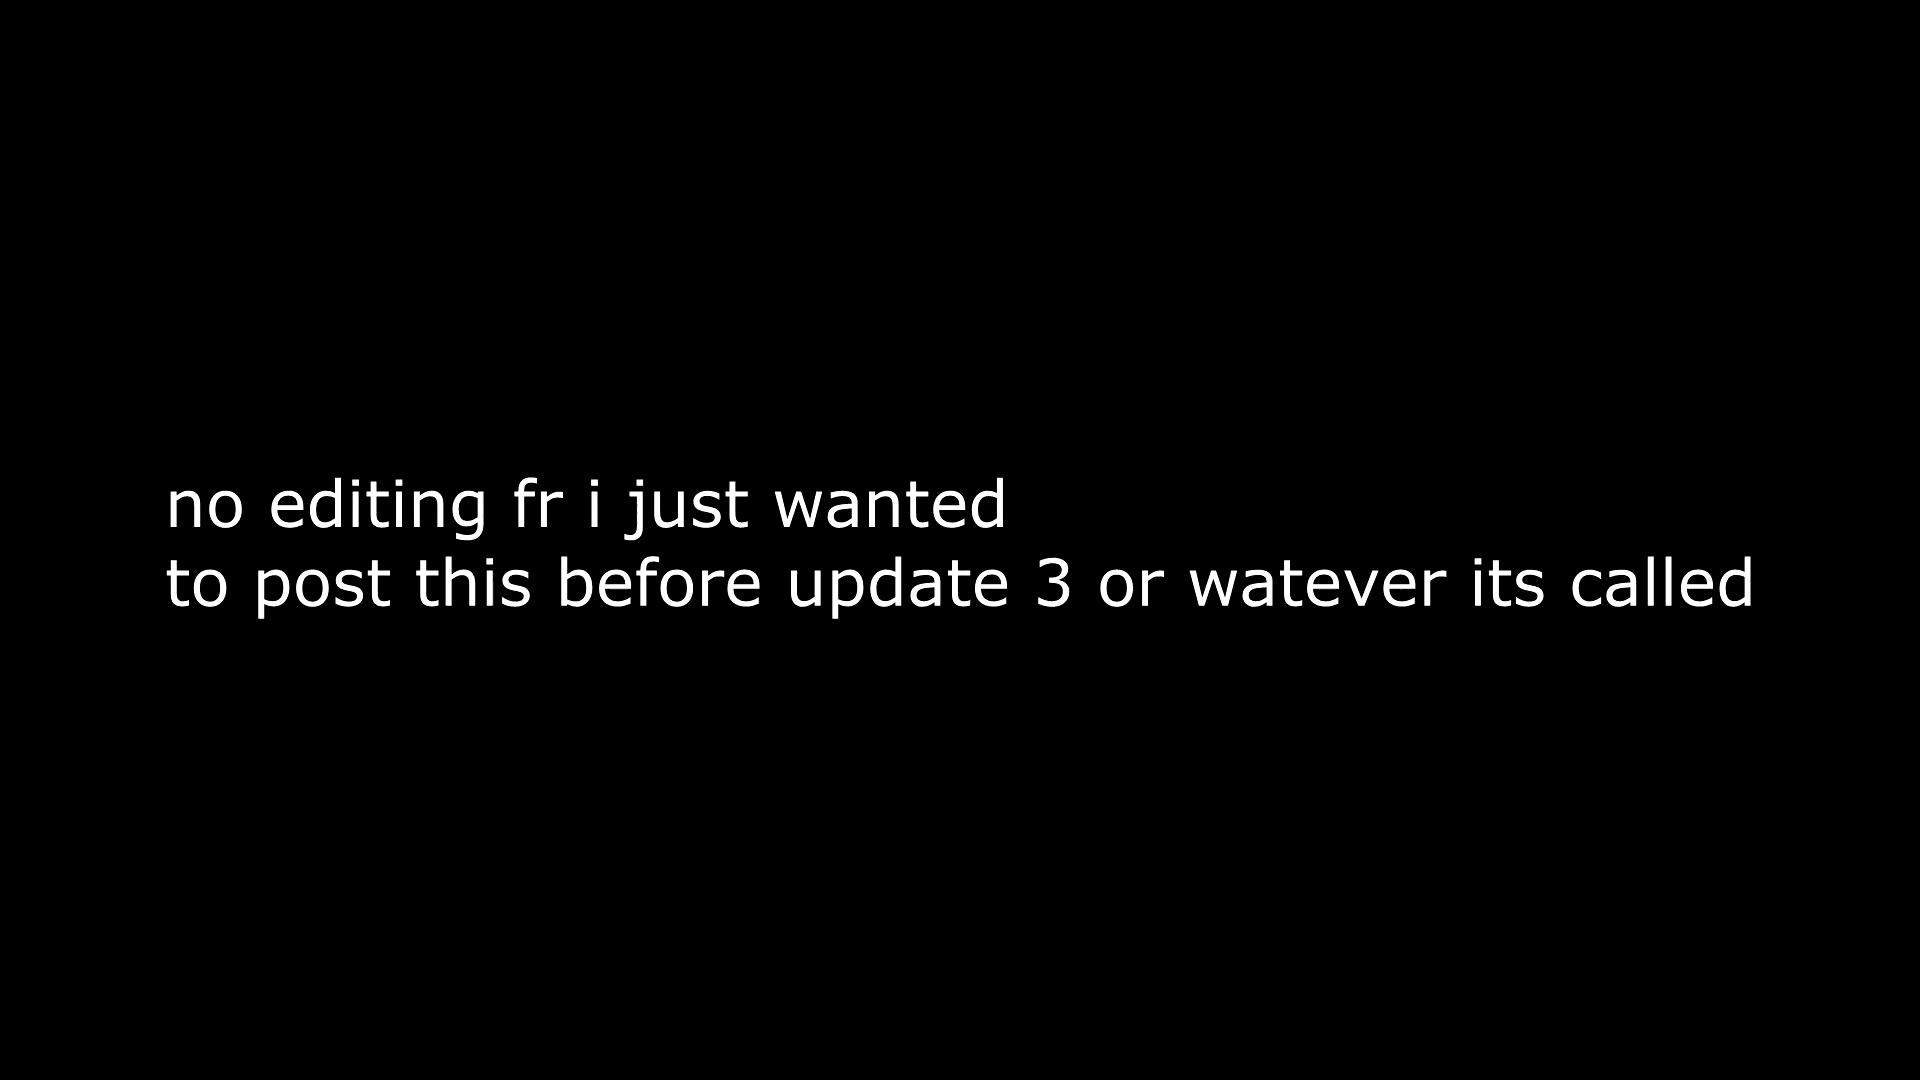 no editing fr i just wanted
to post this before update 3 or watever its called